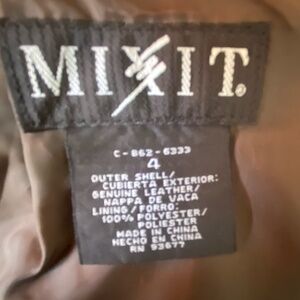 MIXIT.
C-862-6333
4
OUTER SHELL/
CUBIERTA EXTERIOR:
GENUINE LEATHER/
NAPPA DE VACA
LINING/FORRO:
100% POLYESTER/
POLIESTER
MADE IN CHINA
HECHO EN CHINA
RN 93677